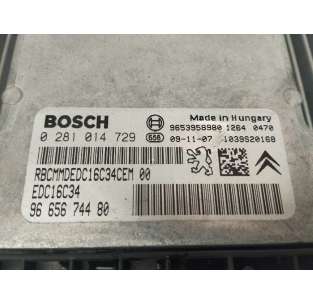 Made in Hungary
BOSCH
9653958980 1264 0470
0 281 014 729 656 09-11-07 1039S20168
RBCMMDEDC16C34CEM 00
EDC16C34
96 656 744 80